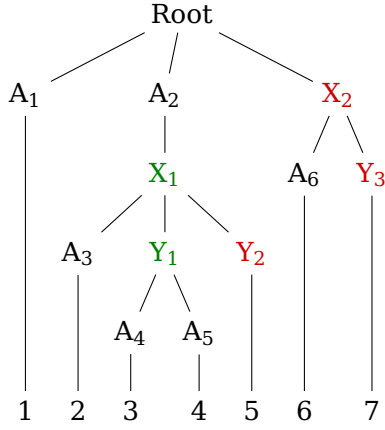 Root
A₁ A₂ X₂
X₁ A₆ Y₃
A₃ Y₁ Y₂
A₄ A₅
1 2 3 4 5 6 7